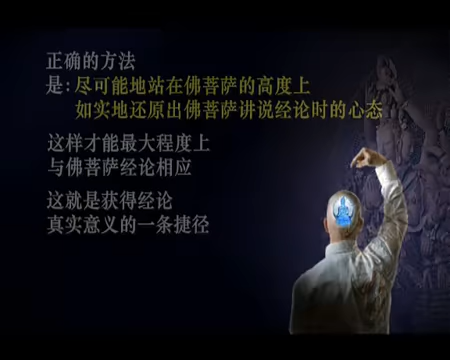 正确的方法
是:尽可能地站在佛菩萨的高度上
如实地还原出佛菩萨讲说经论时的心态
这样才能最大程度上
与佛菩萨经论相应
这就是获得经论
真实意义的一条捷径